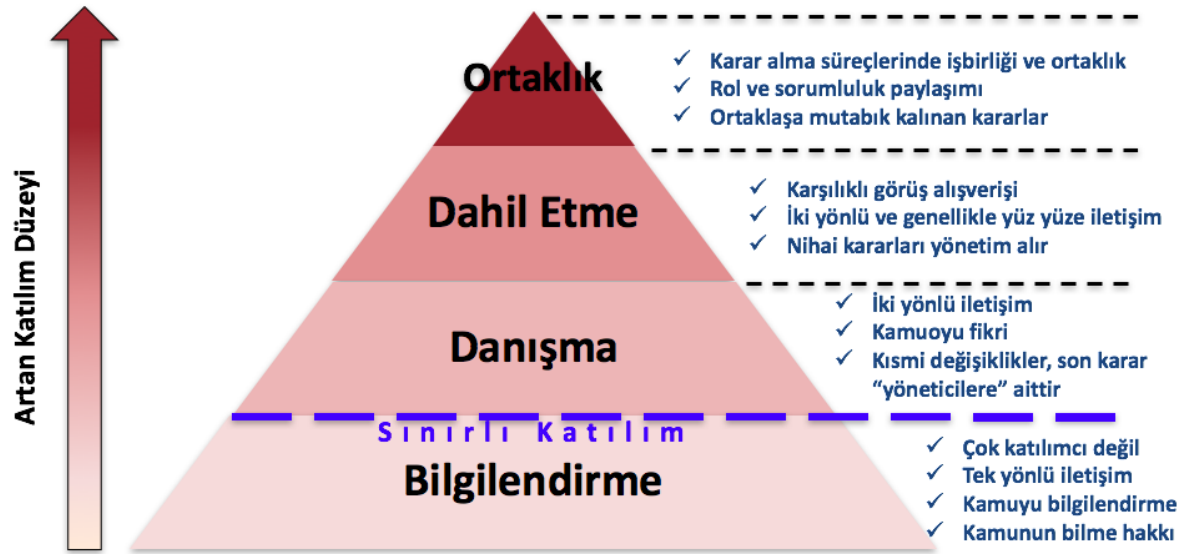 Artan Katılım Düzeyi
Ortaklık
✓ Karar alma süreçlerinde işbirliği ve ortaklık
✓ Rol ve sorumluluk paylaşımı
✓ Ortaklaşa mutabık kalınan kararlar
Dahil Etme
✓ Karşılıklı görüş alışverişi
✓ İki yönlü ve genellikle yüz yüze iletişim
✓ Nihai kararları yönetim alır
Danışma
✓ İki yönlü iletişim
✓ Kamuoyu fikri
✓ Kısmi değişiklikler, son karar
“yöneticilere” aittir
Sınırlı Katılım
Bilgilendirme
✓ Çok katılımcı değil
✓ Tek yönlü iletişim
✓ Kamuyu bilgilendirme
✓ Kamunun bilme hakkı